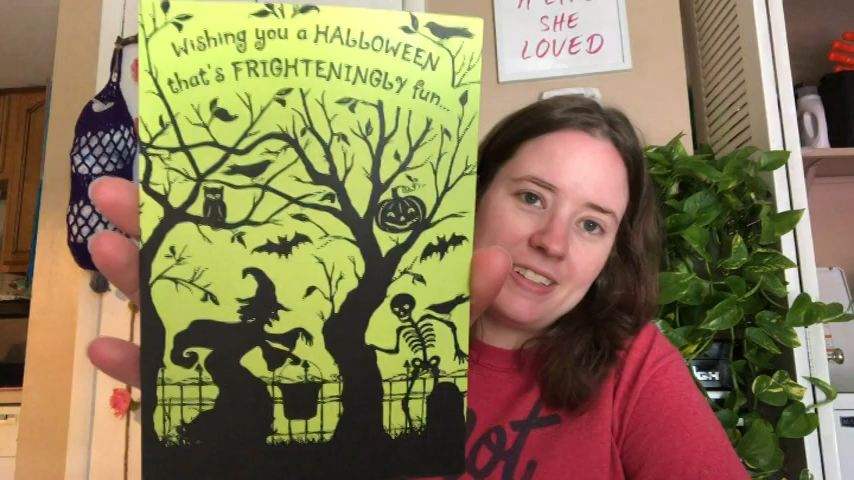 Wishing you a HALLOWEEN
that's FRIGHTENINGLY fun...
SHE
LOVED